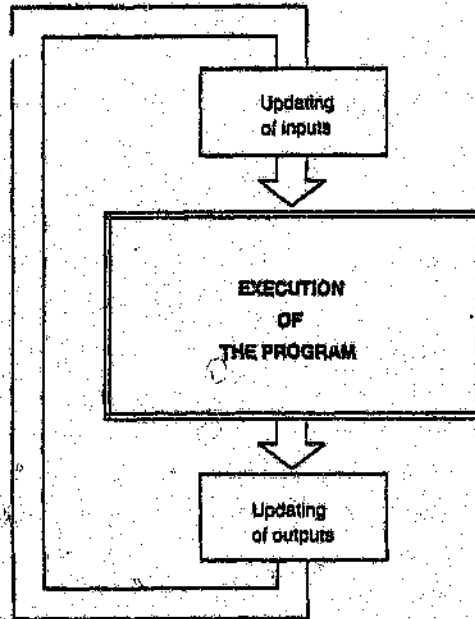 Updating
of inputs
EXECUTION
OF
THE PROGRAM
Updating
of outputs